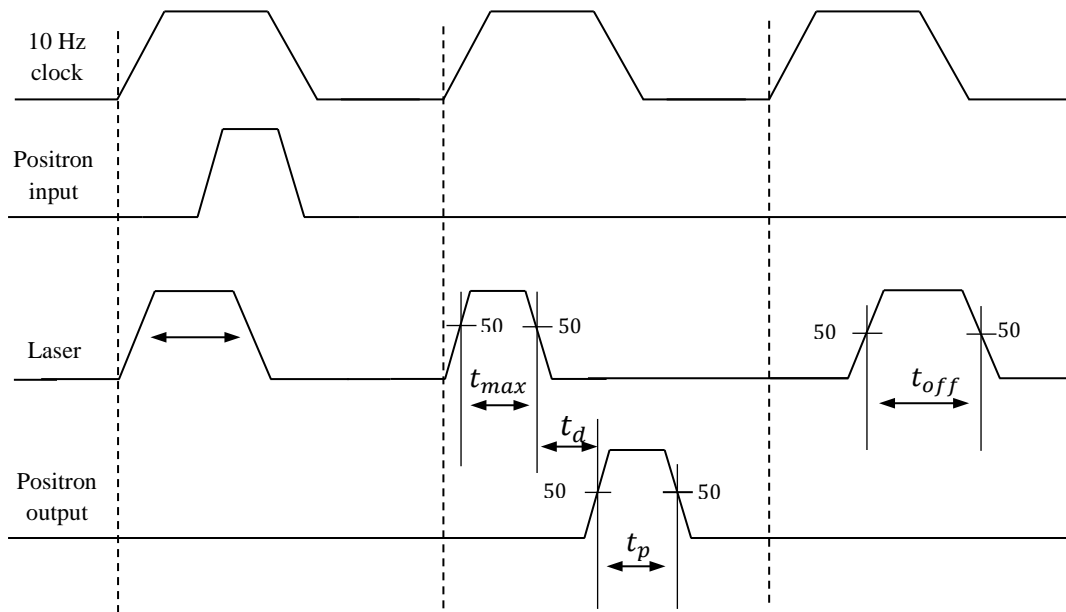 10 Hz
clock
Positron
input
Laser
50
50
50
50
t_max
t_off
t_d
Positron
output
50
50
t_p